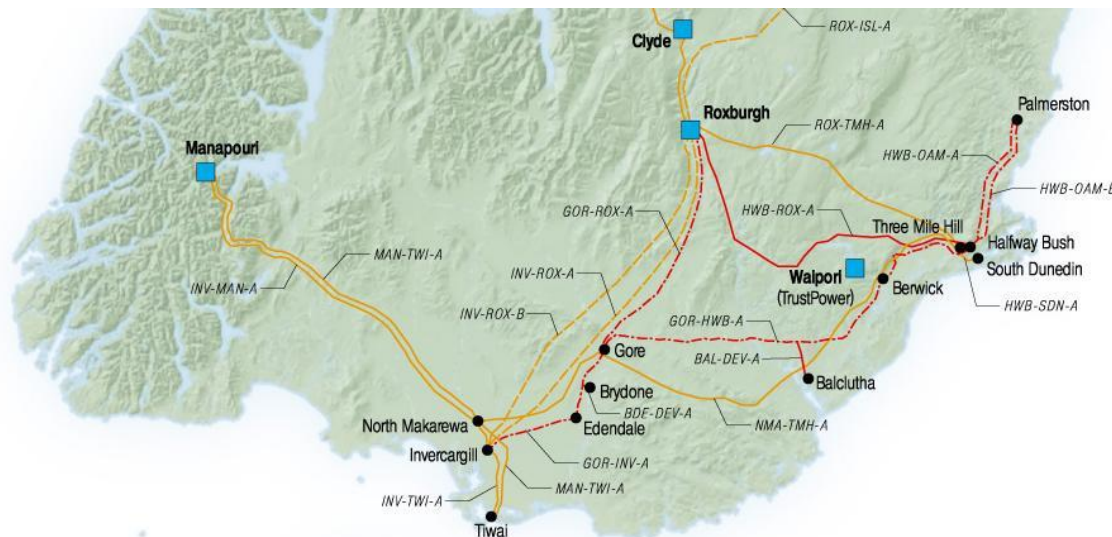 ROX-ISL-A
Clyde
Roxburgh
Palmerston
ROX-TMH-A
Manapouri
HWB-OAM-A
HWB-OAM-B
GOR-ROX-A
HWB-ROX-A
Three Mile Hill
Halfway Bush
South Dunedin
MAN-TWI-A
INV-MAN-A
INV-ROX-A
Waipori
(TrustPower)
Berwick
HWB-SDN-A
INV-ROX-B
GOR-HWB-A
Gore
BAL-DEV-A
Balclutha
Brydone
BDE-DEV-A
NMA-TMH-A
North Makarewa
Edendale
Invercargill
GOR-INV-A
MAN-TWI-A
INV-TWI-A
Tiwai